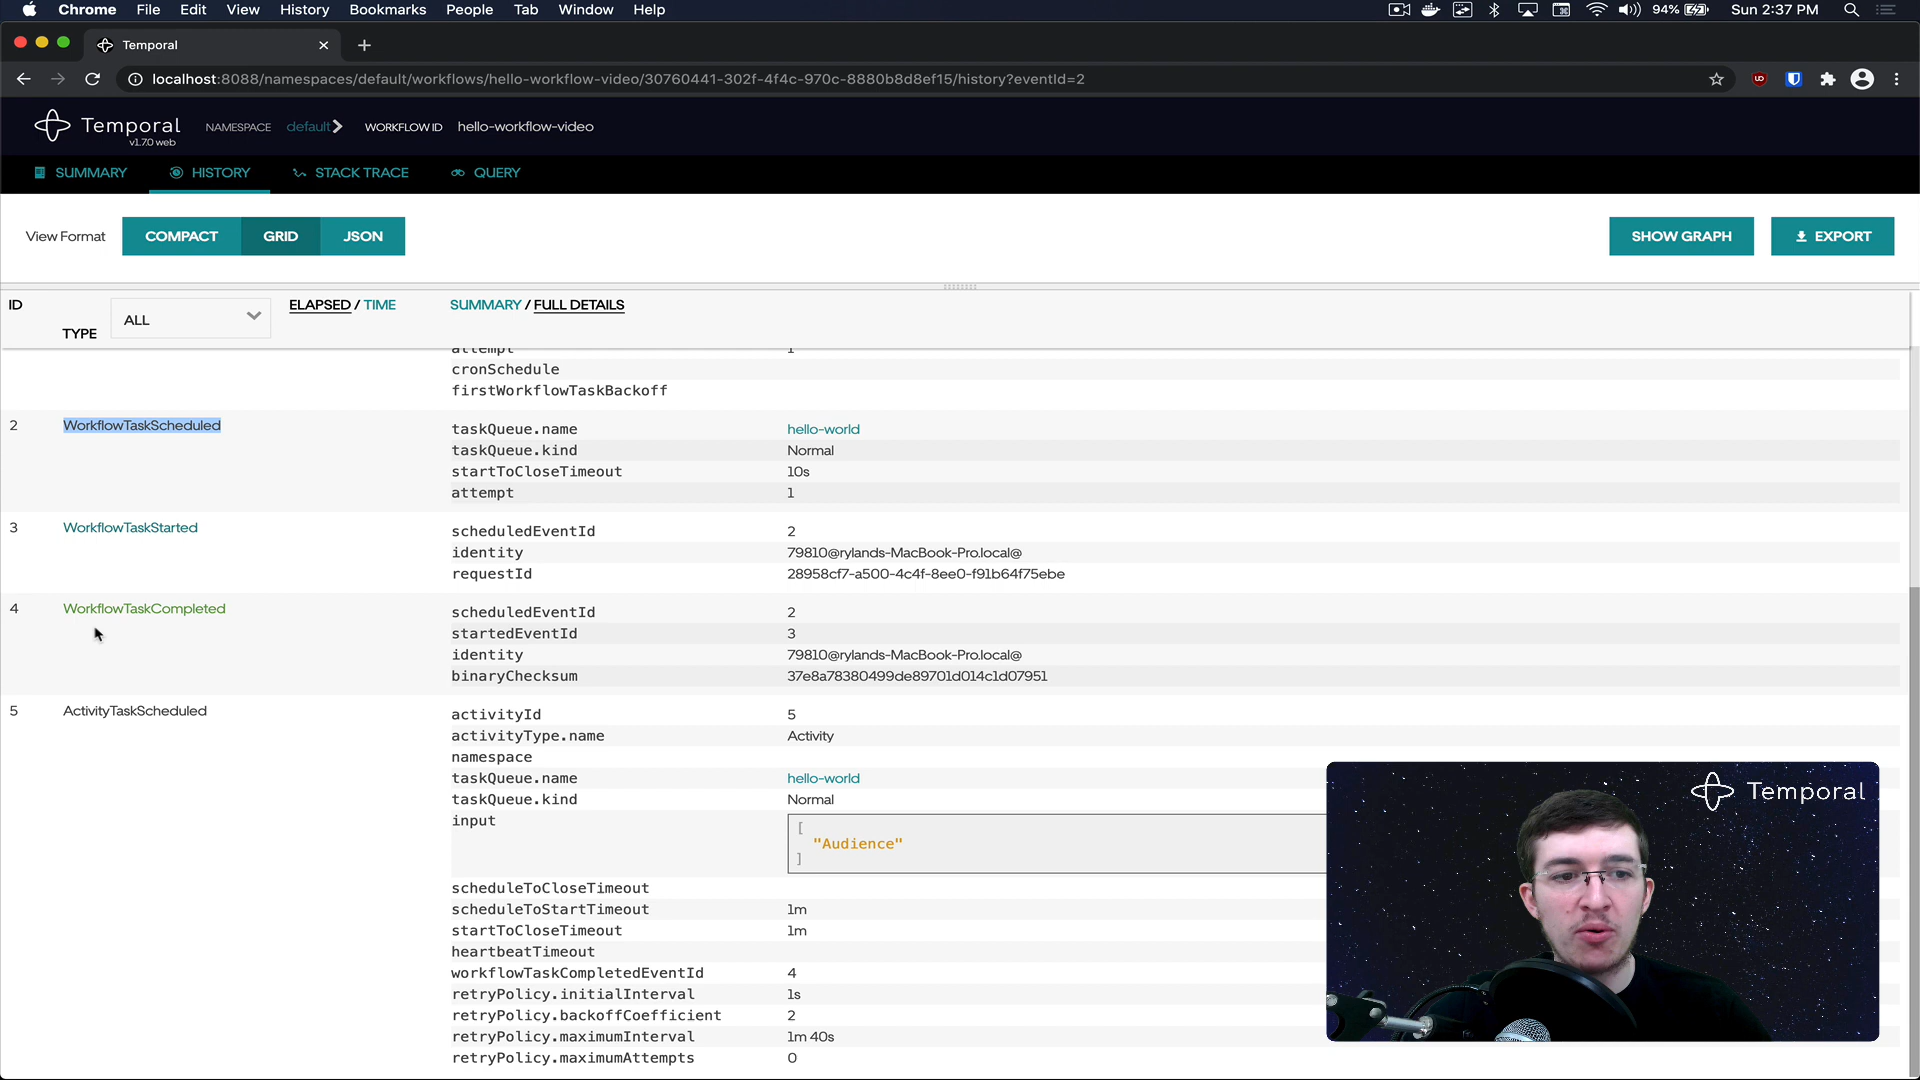 Chrome File Edit View History Bookmarks People Tab Window Help 94% Sun 2:37 PM
Temporal
localhost:8088/namespaces/default/workflows/hello-workflow-video/30760441-302f-4f4c-970c-8880b8d8ef15/history?eventId=2
Temporal NAMESPACE default WORKFLOW ID hello-workflow-video
v1.7.0 web
SUMMARY HISTORY STACK TRACE QUERY
View Format COMPACT GRID JSON SHOW GRAPH EXPORT
ID TYPE ALL ELAPSED / TIME SUMMARY / FULL DETAILS
attempt 1
cronSchedule
firstWorkflowTaskBackoff
2 WorkflowTaskScheduled taskQueue.name hello-world
taskQueue.kind Normal
startToCloseTimeout 10s
attempt 1
3 WorkflowTaskStarted scheduledEventId 2
identity 79810@rylands-MacBook-Pro.local@
requestId 28958cf7-a500-4c4f-8ee0-f91b64f75ebe
4 WorkflowTaskCompleted scheduledEventId 2
startedEventId 3
identity 79810@rylands-MacBook-Pro.local@
binaryChecksum 37e8a78380499de89701d014c1d07951
5 ActivityTaskScheduled activityId 5
activityType.name Activity
namespace
taskQueue.name hello-world
taskQueue.kind Normal
input [
"Audience"
]
scheduleToCloseTimeout
scheduleToStartTimeout 1m
startToCloseTimeout 1m
heartbeatTimeout
workflowTaskCompletedEventId 4
retryPolicy.initialInterval 1s
retryPolicy.backoffCoefficient 2
retryPolicy.maximumInterval 1m 40s
retryPolicy.maximumAttempts 0
Temporal